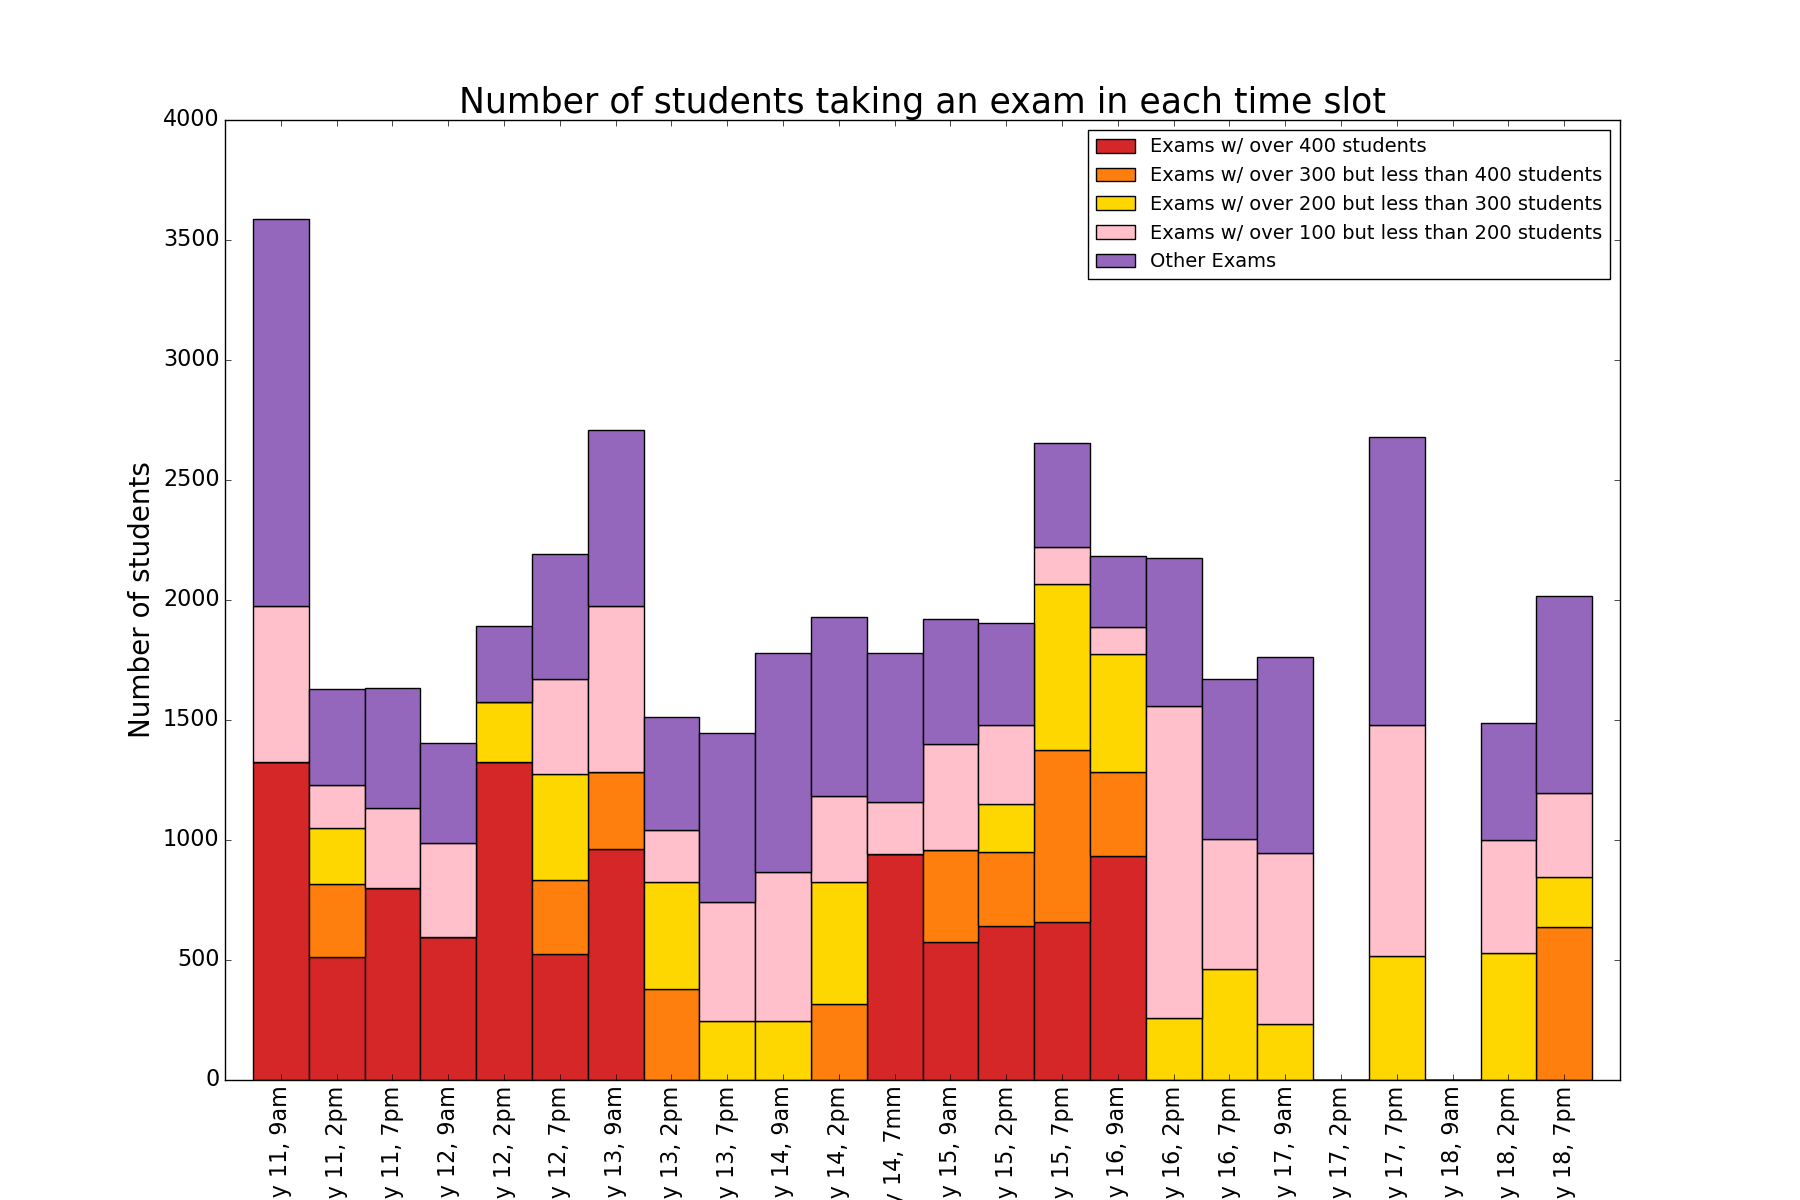 Number of students taking an exam in each time slot
Exams w/ over 400 students
Exams w/ over 300 but less than 400 students
Exams w/ over 200 but less than 300 students
Exams w/ over 100 but less than 200 students
Other Exams
Number of students
4000
3500
3000
2500
2000
1500
1000
500
0
y 11, 9am
y 11, 2pm
y 11, 7pm
y 12, 9am
y 12, 2pm
y 12, 7pm
y 13, 9am
y 13, 2pm
y 13, 7pm
y 14, 9am
y 14, 2pm
y 14, 7mm
y 15, 9am
y 15, 2pm
y 15, 7pm
y 16, 9am
y 16, 2pm
y 16, 7pm
y 17, 9am
y 17, 2pm
y 17, 7pm
y 18, 9am
y 18, 2pm
y 18, 7pm